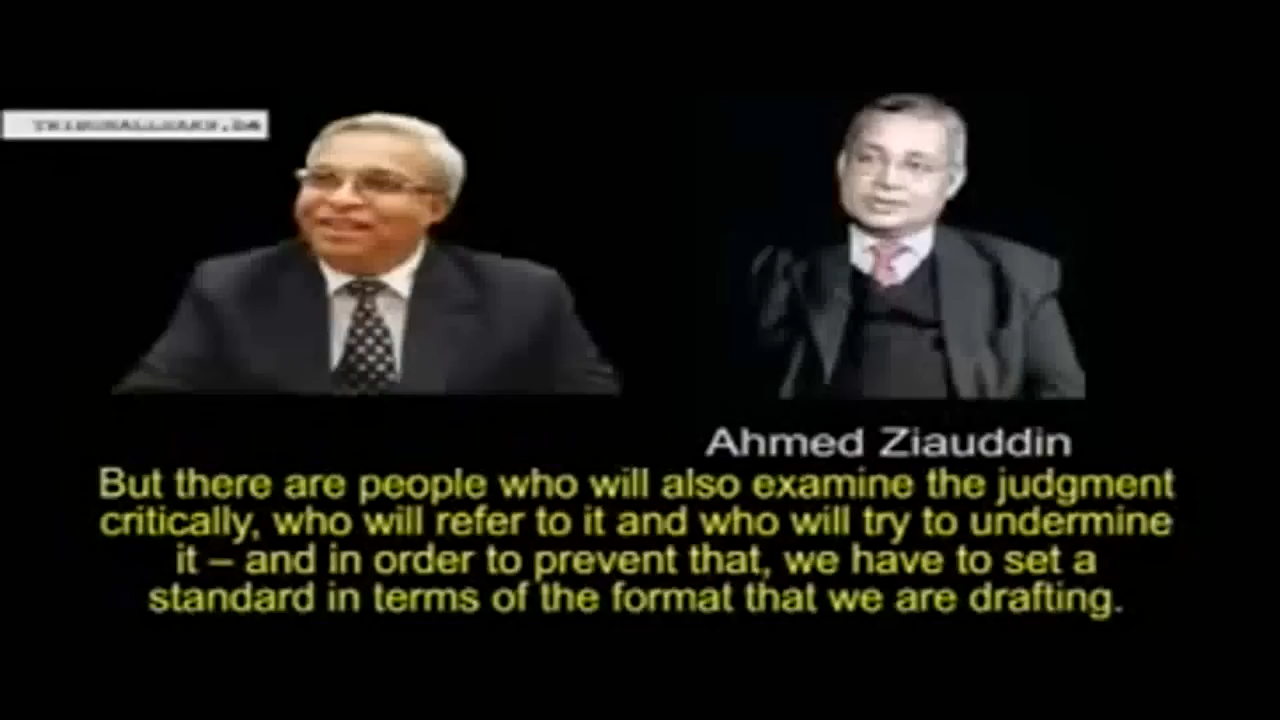 Ahmed Ziauddin
But there are people who will also examine the judgment
critically, who will refer to it and who will try to undermine
it – and in order to prevent that, we have to set a
standard in terms of the format that we are drafting.